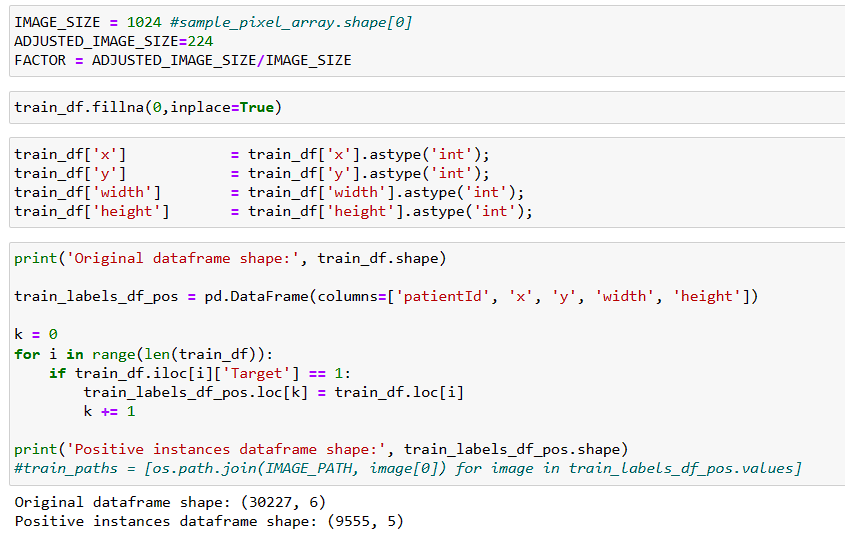 IMAGE_SIZE = 1024 #sample_pixel_array.shape[0]
ADJUSTED_IMAGE_SIZE=224
FACTOR = ADJUSTED_IMAGE_SIZE/IMAGE_SIZE
train_df.fillna(0,inplace=True)
train_df['x']            = train_df['x'].astype('int');
train_df['y']            = train_df['y'].astype('int');
train_df['width']        = train_df['width'].astype('int');
train_df['height']       = train_df['height'].astype('int');
print('Original dataframe shape:', train_df.shape)
train_labels_df_pos = pd.DataFrame(columns=['patientId', 'x', 'y', 'width', 'height'])
k = 0
for i in range(len(train_df)):
    if train_df.iloc[i]['Target'] == 1:
        train_labels_df_pos.loc[k] = train_df.loc[i]
        k += 1
print('Positive instances dataframe shape:', train_labels_df_pos.shape)
#train_paths = [os.path.join(IMAGE_PATH, image[0]) for image in train_labels_df_pos.values]
Original dataframe shape: (30227, 6)
Positive instances dataframe shape: (9555, 5)